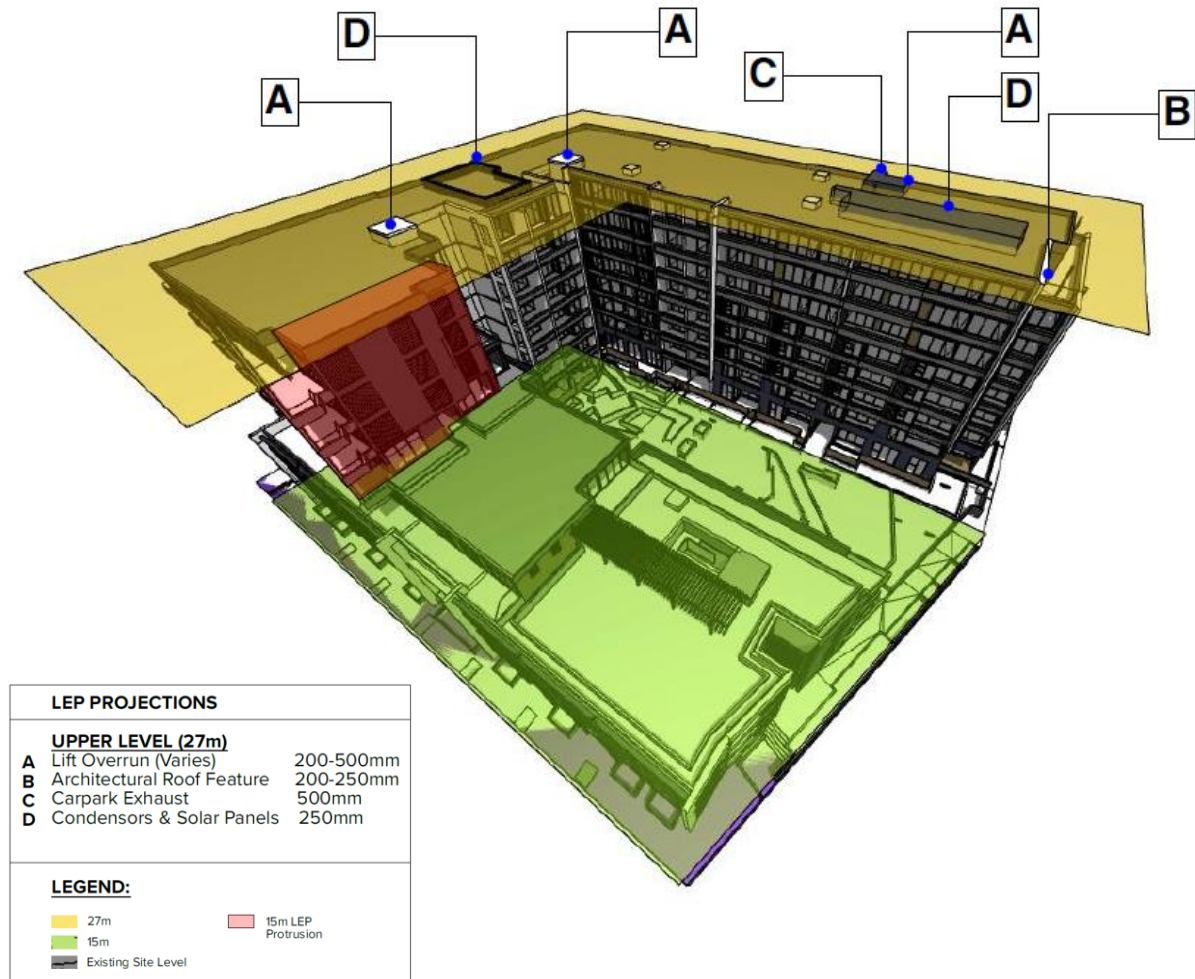 D
A
A
A
C
D
B
LEP PROJECTIONS
UPPER LEVEL (27m)
A Lift Overrun (Varies) 200-500mm
B Architectural Roof Feature 200-250mm
C Carpark Exhaust 500mm
D Condensors & Solar Panels 250mm
LEGEND:
27m
15m LEP
Protrusion
15m
Existing Site Level